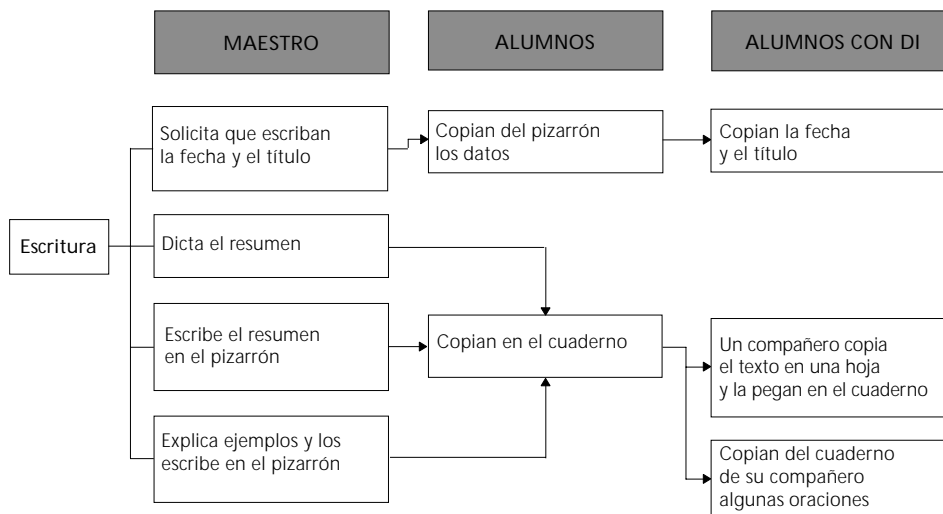 MAESTRO
ALUMNOS
ALUMNOS CON DI
Solicita que escriban
la fecha y el título
Copian del pizarrón
los datos
Copian la fecha
y el título
Escritura
Dicta el resumen
Escribe el resumen
en el pizarrón
Copian en el cuaderno
Un compañero copia
el texto en una hoja
y la pegan en el cuaderno
Explica ejemplos y los
escribe en el pizarrón
Copian del cuaderno
de su compañero
algunas oraciones